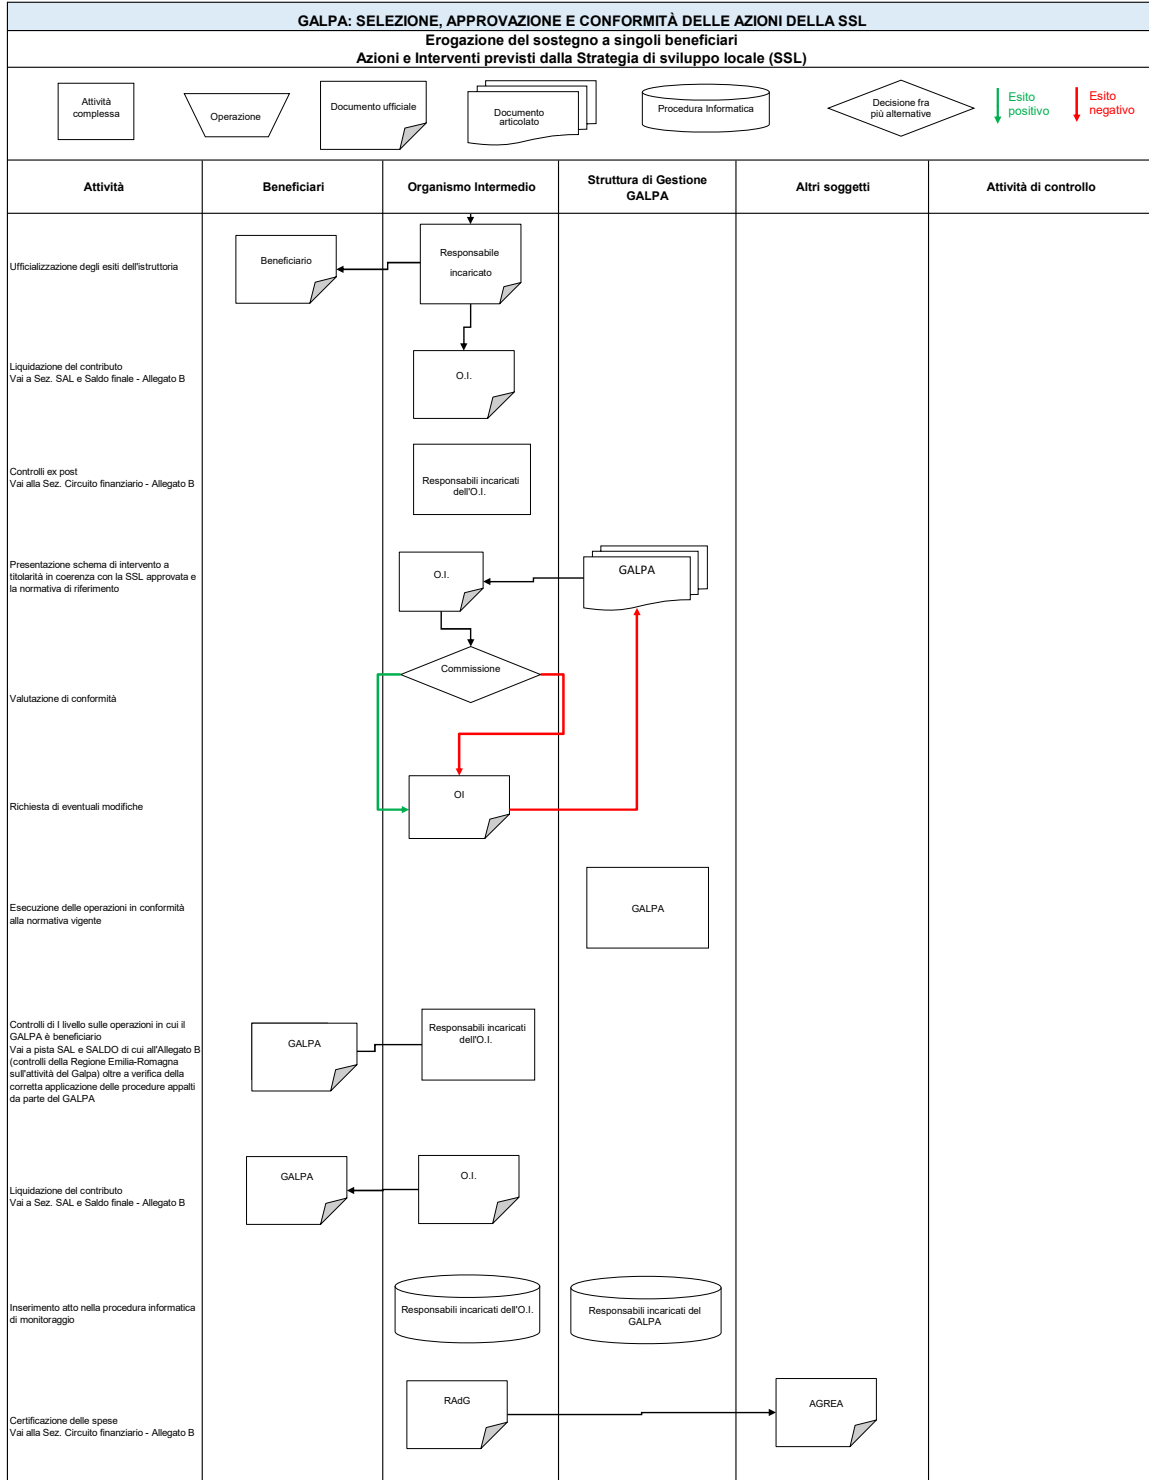 GALPA: SELEZIONE, APPROVAZIONE E CONFORMITÀ DELLE AZIONI DELLA SSL
Erogazione del sostegno a singoli beneficiari
Azioni e Interventi previsti dalla Strategia di sviluppo locale (SSL)
Attività
complessa
Operazione
Documento ufficiale
Documento
articolato
Procedura Informatica
Decisione fra
più alternative
Esito
positivo
Esito
negativo
Attività
Beneficiari
Organismo Intermedio
Struttura di Gestione
GALPA
Altri soggetti
Attività di controllo
Ufficializzazione degli esiti dell'istruttoria
Beneficiario
Responsabile
incaricato
Liquidazione del contributo
Vai a Sez. SAL e Saldo finale - Allegato B
O.I.
Controlli ex post
Vai alla Sez. Circuito finanziario - Allegato B
Responsabili incaricati
dell'O.I.
Presentazione schema di intervento a
titolarità in coerenza con la SSL approvata e
la normativa di riferimento
O.I.
GALPA
Commissione
Valutazione di conformità
Richiesta di eventuali modifiche
OI
Esecuzione delle operazioni in conformità
alla normativa vigente
GALPA
Controlli di I livello sulle operazioni in cui il
GALPA è beneficiario
Vai a pista SAL e SALDO di cui all'Allegato B
(controlli della Regione Emilia-Romagna
sull'attività del Galpa) oltre a verifica della
corretta applicazione delle procedure appalti
da parte del GALPA
GALPA
Responsabili incaricati
dell'O.I.
Liquidazione del contributo
Vai a Sez. SAL e Saldo finale - Allegato B
GALPA
O.I.
Inserimento atto nella procedura informatica
di monitoraggio
Responsabili incaricati dell'O.I.
Responsabili incaricati del
GALPA
Certificazione delle spese
Vai alla Sez. Circuito finanziario - Allegato B
RAdG
AGREA